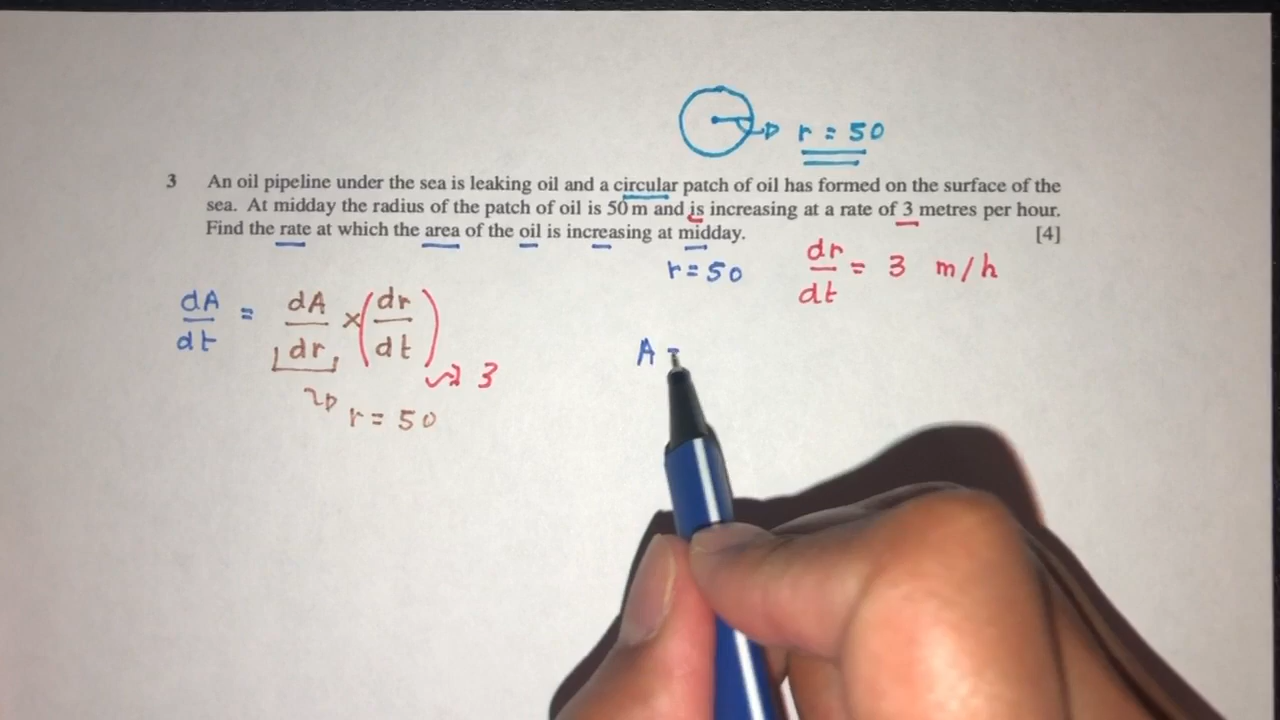 r = 50
3 An oil pipeline under the sea is leaking oil and a circular patch of oil has formed on the surface of the
sea. At midday the radius of the patch of oil is 50 m and is increasing at a rate of 3 metres per hour.
Find the rate at which the area of the oil is increasing at midday. [4]
r = 50
dr/dt = 3 m/h
dA/dt = dA/dr × (dr/dt)
3
r = 50
A =